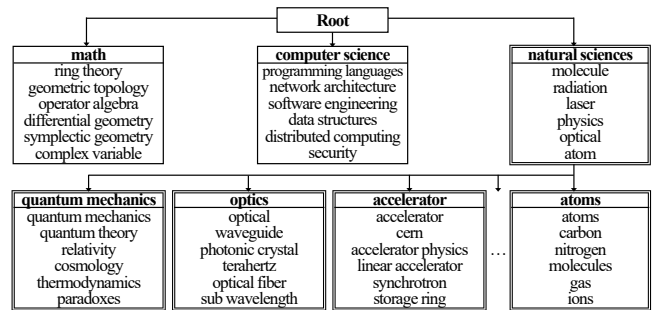 Root
math
ring theory
geometric topology
operator algebra
differential geometry
symplectic geometry
complex variable
computer science
programming languages
network architecture
software engineering
data structures
distributed computing
security
natural sciences
molecule
radiation
laser
physics
optical
atom
quantum mechanics
quantum mechanics
quantum theory
relativity
cosmology
thermodynamics
paradoxes
optics
optical
waveguide
photonic crystal
terahertz
optical fiber
sub wavelength
accelerator
accelerator
cern
accelerator physics
linear accelerator
synchrotron
storage ring
...
atoms
atoms
carbon
nitrogen
molecules
gas
ions